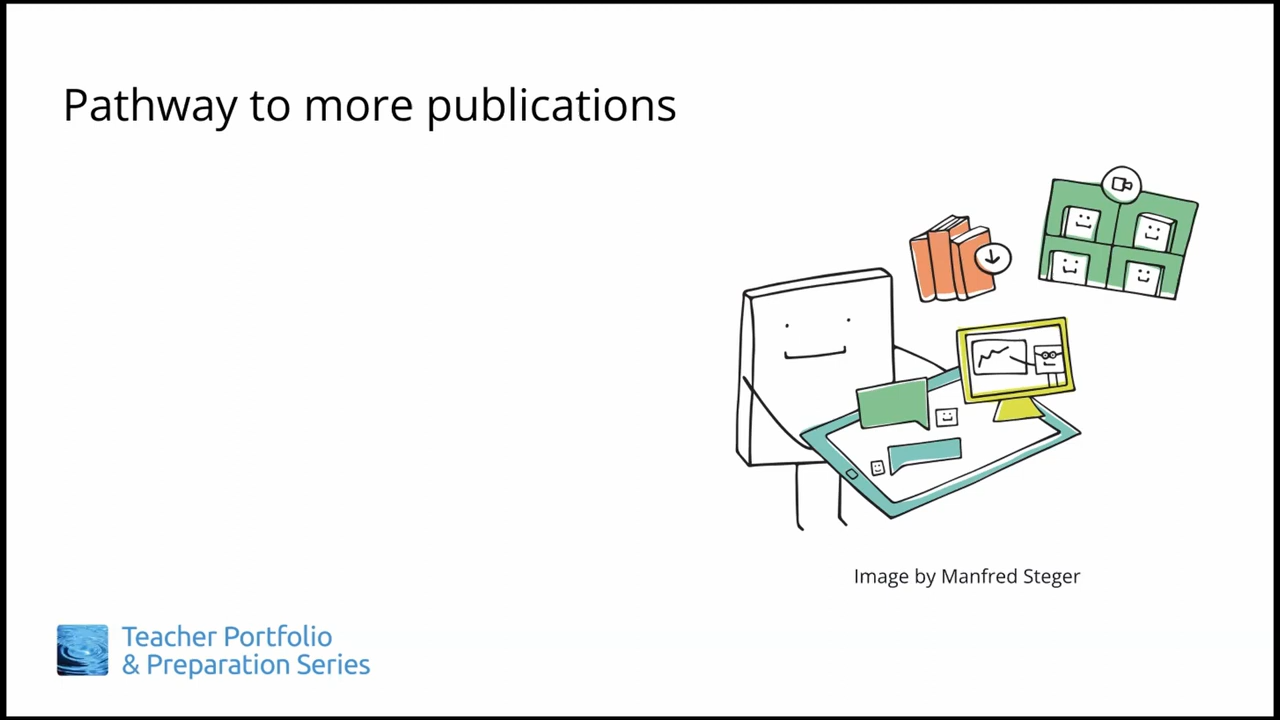 Pathway to more publications
Image by Manfred Steger
Teacher Portfolio
& Preparation Series